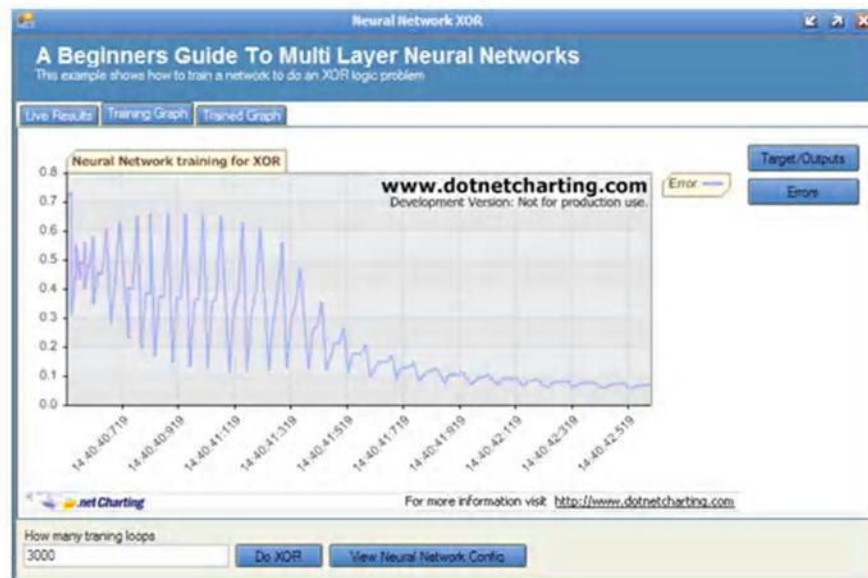 Neural Network XOR
A Beginners Guide To Multi Layer Neural Networks
This example shows how to train a network to do an XOR logic problem
Live Results Training Graph Trained Graph
Neural Network training for XOR
www.dotnetcharting.com
Development Version: Not for production use.
Error
Target/Outputs
Errors
0.8
0.7
0.6
0.5
0.4
0.3
0.2
0.1
0.0
14:40:40:719
14:40:40:919
14:40:41:119
14:40:41:319
14:40:41:519
14:40:41:719
14:40:41:919
14:40:42:119
14:40:42:319
14:40:42:519
.net Charting
For more information visit http://www.dotnetcharting.com
How many traning loops
3000
Do XOR
View Neural Network Config